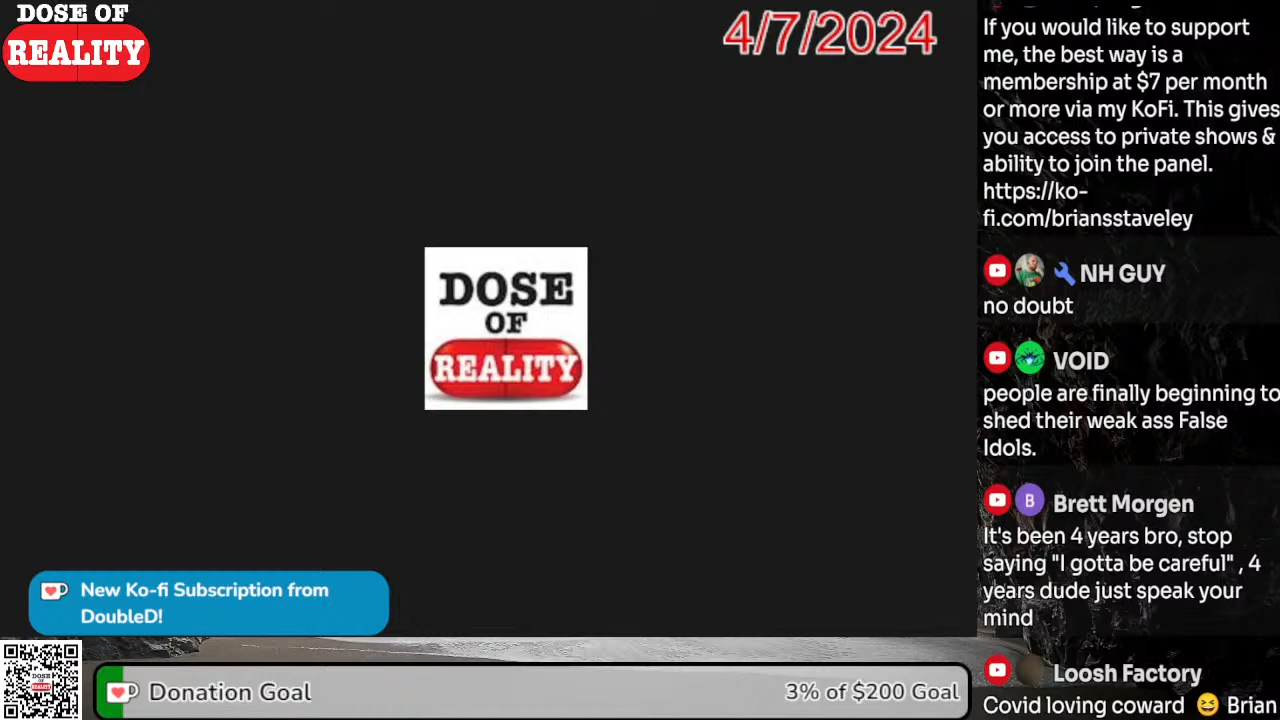 DOSE OF
REALITY
4/7/2024
DOSE
OF
REALITY
New Ko-fi Subscription from
DoubleD!
Donation Goal
3% of $200 Goal
If you would like to support
me, the best way is a
membership at $7 per month
or more via my KoFi. This gives
you access to private shows &
ability to join the panel.
https://ko-
fi.com/briansstaveley
NH GUY
no doubt
VOID
people are finally beginning to
shed their weak ass False
Idols.
B
Brett Morgen
It's been 4 years bro, stop
saying "I gotta be careful" , 4
years dude just speak your
mind
Loosh Factory
Covid loving coward 😆 Brian